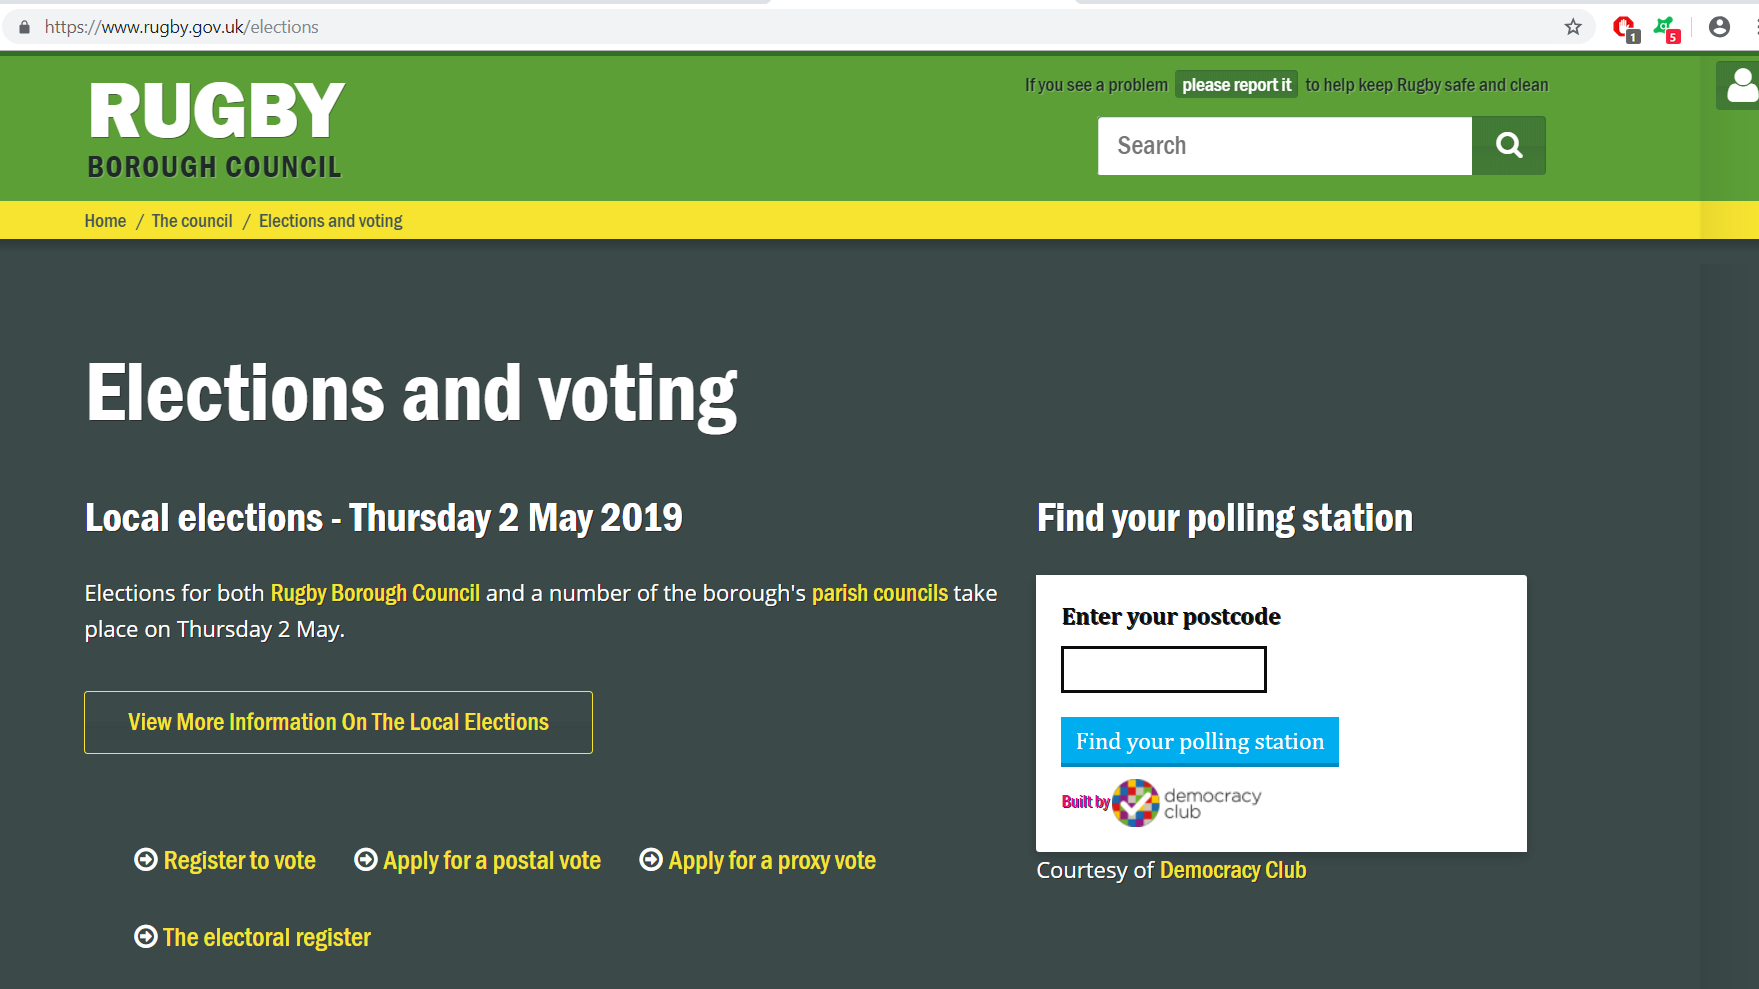 https://www.rugby.gov.uk/elections
1
5
RUGBY
BOROUGH COUNCIL
If you see a problem please report it to help keep Rugby safe and clean
Search
Home / The council / Elections and voting
Elections and voting
Local elections - Thursday 2 May 2019
Elections for both Rugby Borough Council and a number of the borough's parish councils take
place on Thursday 2 May.
View More Information On The Local Elections
Register to vote
Apply for a postal vote
Apply for a proxy vote
The electoral register
Find your polling station
Enter your postcode
Find your polling station
Built by democracy
club
Courtesy of Democracy Club